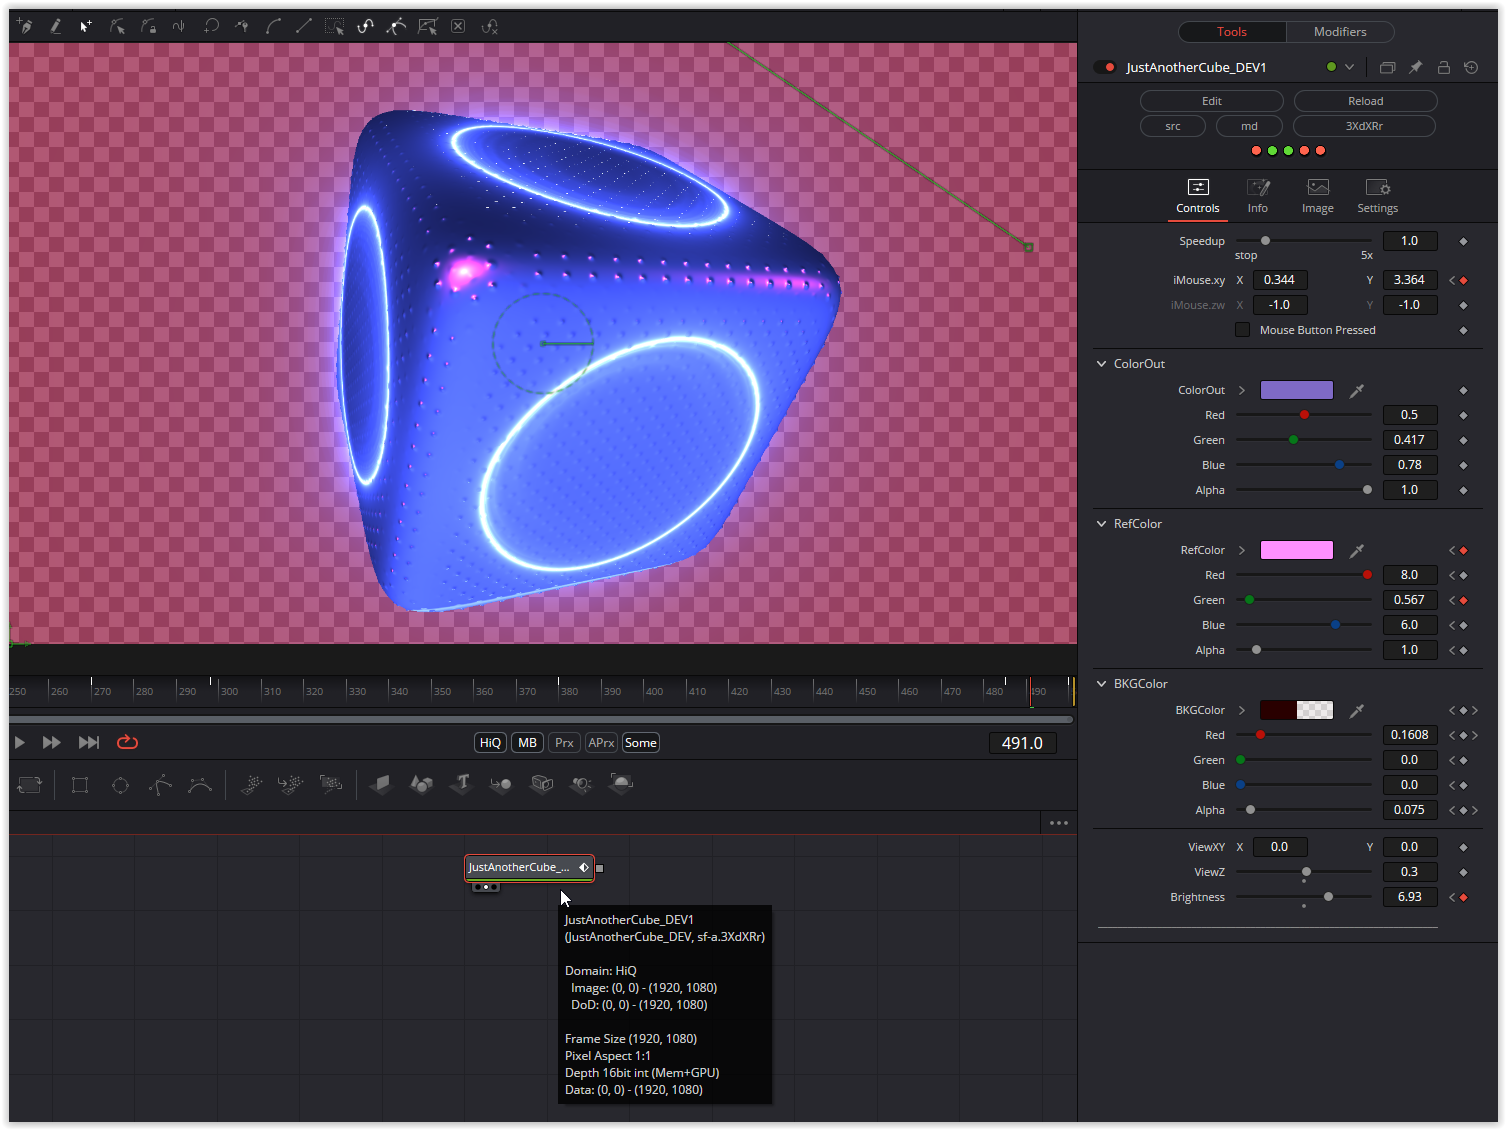 Tools Modifiers
JustAnotherCube_DEV1
Edit Reload
src md 3XdXRr
Controls Info Image Settings
Speedup 1.0
stop 5x
iMouse.xy X 0.344 Y 3.364
iMouse.zw X -1.0 Y -1.0
Mouse Button Pressed
ColorOut
ColorOut
Red 0.5
Green 0.417
Blue 0.78
Alpha 1.0
RefColor
RefColor
Red 8.0
Green 0.567
Blue 6.0
Alpha 1.0
BKGColor
BKGColor
Red 0.1608
Green 0.0
Blue 0.0
Alpha 0.075
ViewXY X 0.0 Y 0.0
ViewZ 0.3
Brightness 6.93
250 260 270 280 290 300 310 320 330 340 350 360 370 380 390 400 410 420 430 440 450 460 470 480 490
HiQ MB Prx APrx Some 491.0
JustAnotherCube_...
JustAnotherCube_DEV1
(JustAnotherCube_DEV, sf-a.3XdXRr)
Domain: HiQ
Image: (0, 0) - (1920, 1080)
DoD: (0, 0) - (1920, 1080)
Frame Size (1920, 1080)
Pixel Aspect 1:1
Depth 16bit int (Mem+GPU)
Data: (0, 0) - (1920, 1080)